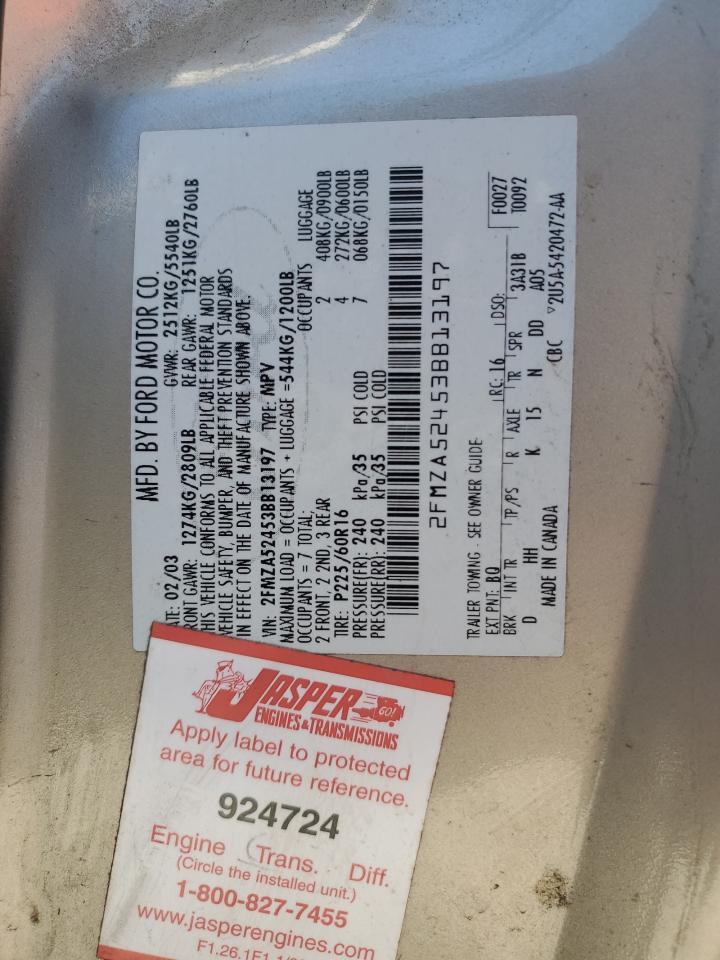 MFD. BY FORD MOTOR CO.
ATE: 02/03 GVWR: 2512KG/5540LB
RONT GAWR: 1274KG/2809LB REAR GAWR: 1251KG/2760LB
HIS VEHICLE CONFORMS TO ALL APPLICABLE FEDERAL MOTOR
VEHICLE SAFETY, BUMPER, AND THEFT PREVENTION STANDARDS
IN EFFECT ON THE DATE OF MANUFACTURE SHOWN ABOVE.
VIN: 2FMZA52453BB13197 TYPE: MPV
MAXIMUM LOAD = OCCUPANTS + LUGGAGE =544KG/1200LB
OCCUPANTS = 7 TOTAL: OCCUPANTS LUGGAGE
2 FRONT, 2 2ND, 3 REAR 2 408KG/0900LB
TIRE: P225/60R16 4 272KG/0600LB
PRESSURE(FR): 240 kPa/35 PSI COLD 7 068KG/0150LB
PRESSURE(RR): 240 kPa/35 PSI COLD
2FMZA52453BB13197
TRAILER TOWING - SEE OWNER GUIDE
EXT PNT: BQ RC: 16 DSO: F0027
BRK INT TR TP/PS R AXLE TR SPR 3A31B T0092
D HH K 15 N DD A05
MADE IN CANADA CBC 2U5A-5420472-AA
JASPER
ENGINES & TRANSMISSIONS
GO!
Apply label to protected
area for future reference.
924724
Engine Trans. Diff.
(Circle the installed unit.)
1-800-827-7455
www.jasperengines.com